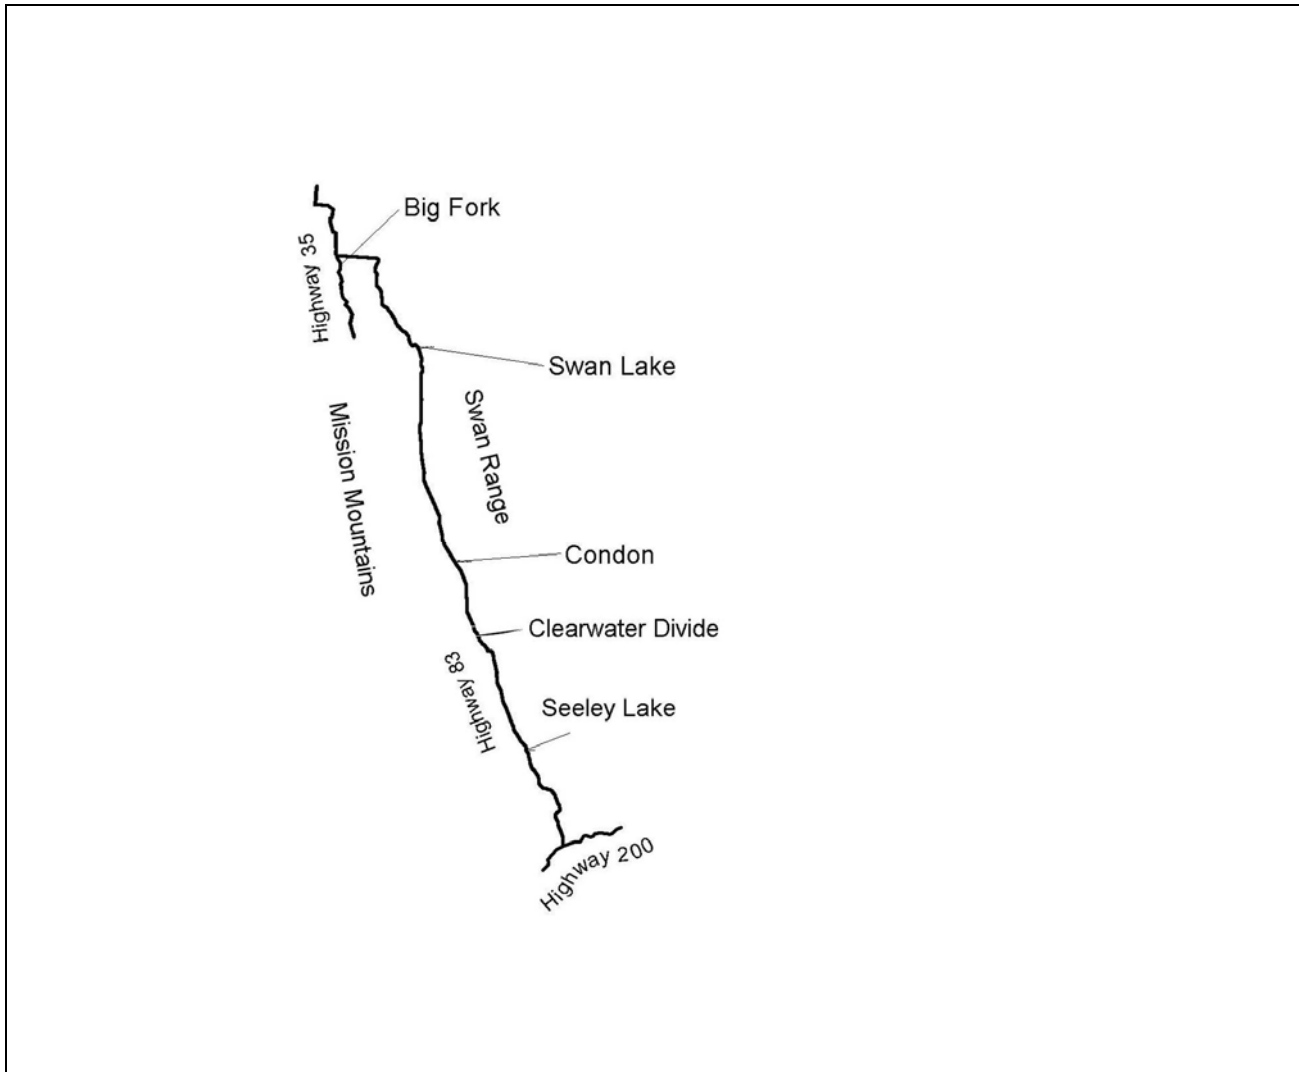 Big Fork
Highway 35
Swan Lake
Swan Range
Mission Mountains
Condon
Clearwater Divide
Highway 83
Seeley Lake
Highway 200